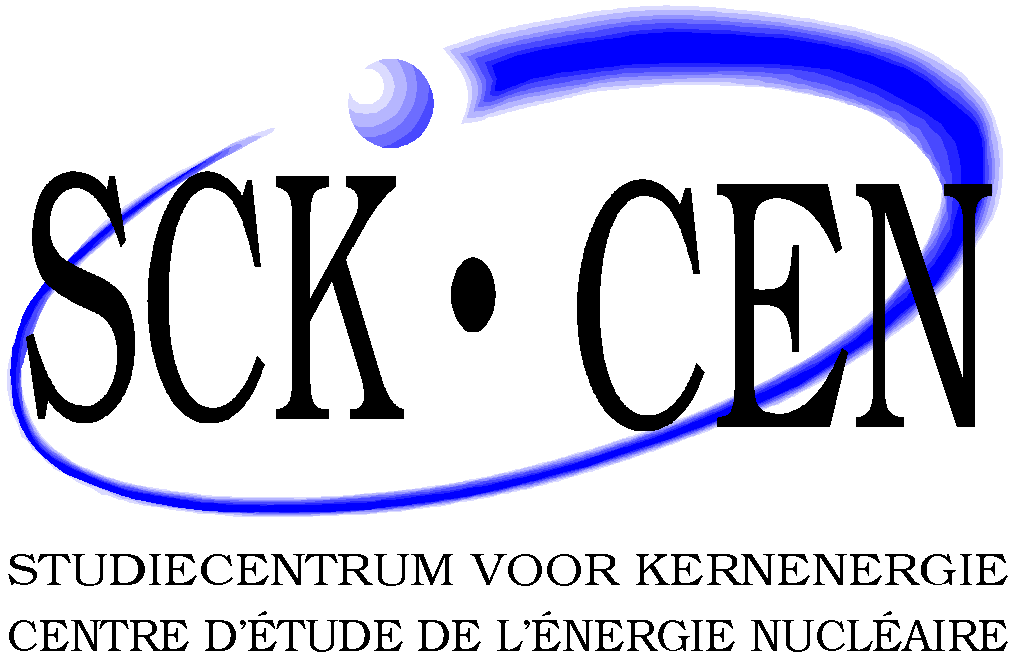 SCK • CEN
STUDIECENTRUM VOOR KERNENERGIE
CENTRE D'ÉTUDE DE L'ÉNERGIE NUCLÉAIRE